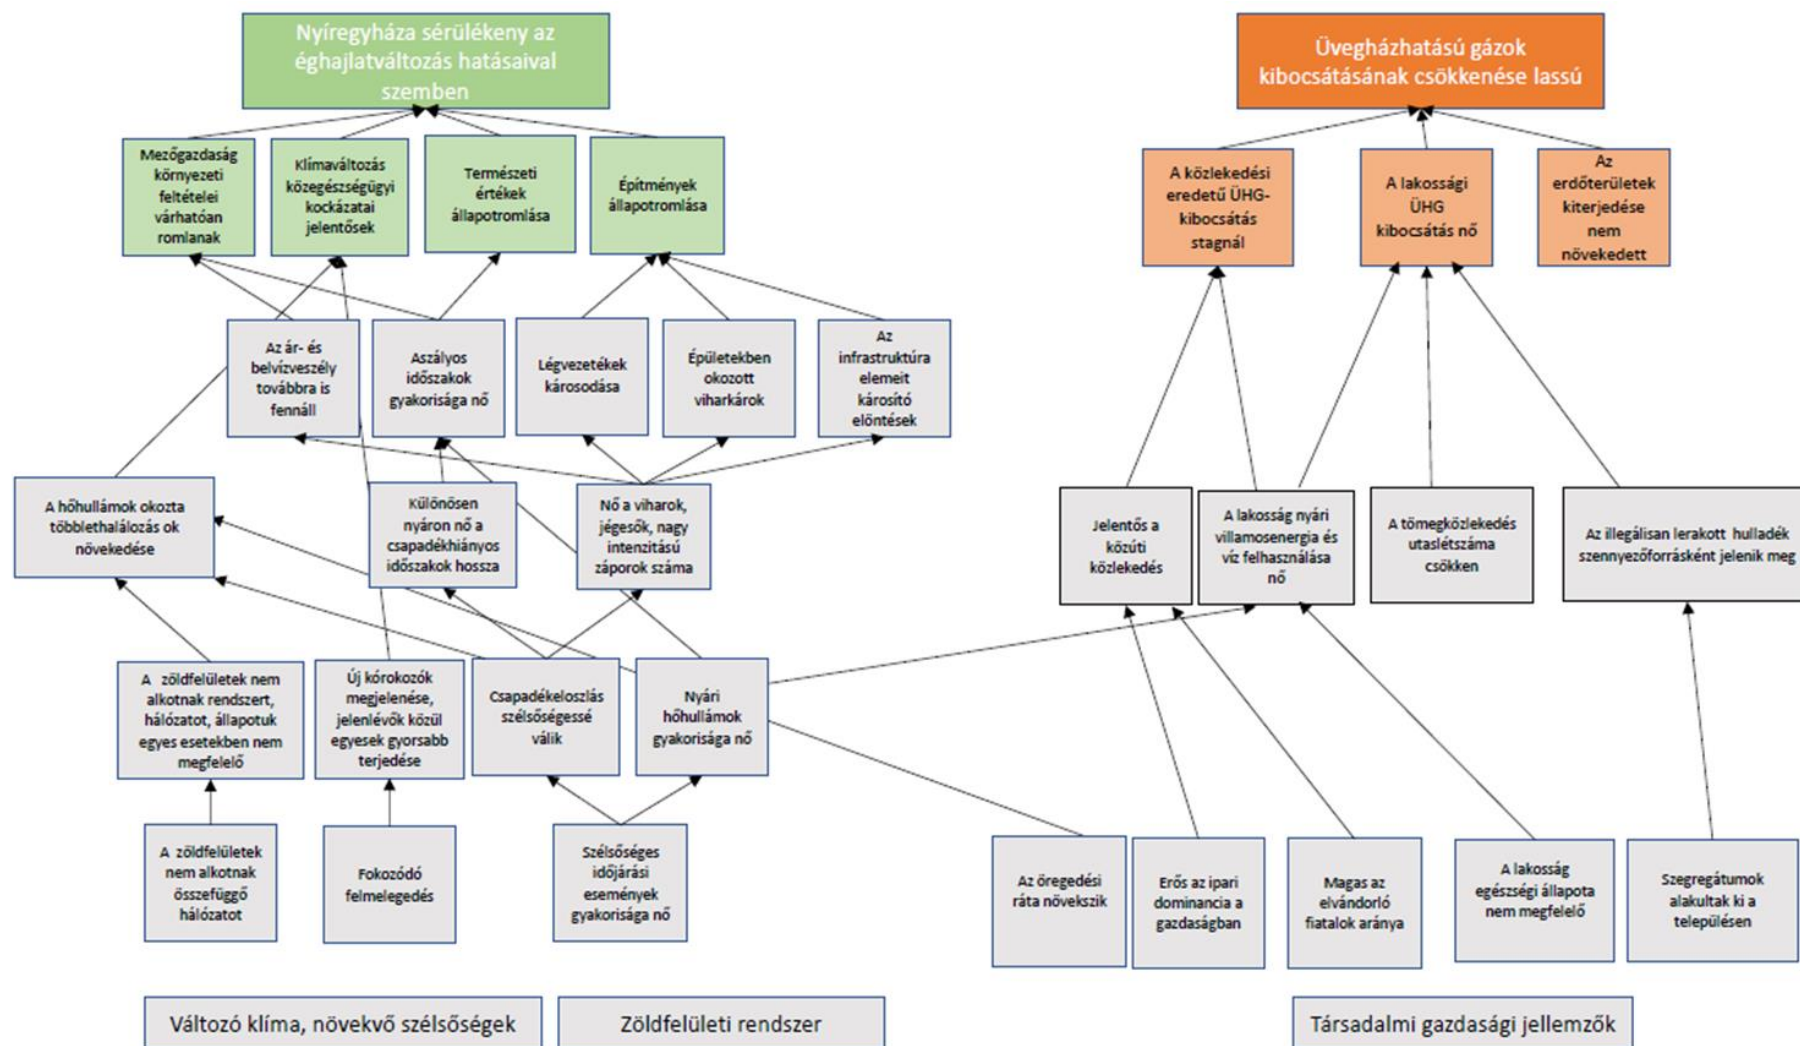 Nyíregyháza sérülékeny az
éghajlatváltozás hatásaival
szemben
Üvegházhatású gázok
kibocsátásának csökkenése lassú
Mezőgazdaság
környezeti
feltételei
várhatóan
romlanak
Klímaváltozás
közegészségügyi
kockázatai
jelentősek
Természeti
értékek
állapotromlása
Építmények
állapotromlása
A közlekedési
eredetű ÜHG-
kibocsátás
stagnál
A lakossági
ÜHG
kibocsátás nő
Az
erdőterületek
kiterjedése
nem
növekedett
Az ár- és
belvízveszély
továbbra is
fennáll
Aszályos
időszakok
gyakorisága nő
Légvezetékek
károsodása
Épületekben
okozott
viharkárok
Az
infrastruktúra
elemeit
károsító
elöntések
A hőhullámok okozta
többlethalálozás ok
növekedése
Különösen
nyáron nő a
csapadékhiányos
időszakok hossza
Nő a viharok,
jégesők, nagy
intenzitású
záporok száma
Jelentős a
közúti
közlekedés
A lakosság nyári
villamosenergia és
víz felhasználása
nő
A tömegközlekedés
utaslétszáma
csökken
Az illegálisan lerakott hulladék
szennyezőforrásként jelenik meg
A zöldfelületek nem
alkotnak rendszert,
hálózatot, állapotuk
egyes esetekben nem
megfelelő
Új kórokozók
megjelenése,
jelenlévők közül
egyesek gyorsabb
terjedése
Csapadékeloszlás
szélsőségessé
válik
Nyári
hőhullámok
gyakorisága nő
A zöldfelületek
nem alkotnak
összefüggő
hálózatot
Fokozódó
felmelegedés
Szélsőséges
időjárási
események
gyakorisága nő
Az öregedési
ráta növekszik
Erős az ipari
dominancia a
gazdaságban
Magas az
elvándorló
fiatalok aránya
A lakosság
egészségi állapota
nem megfelelő
Szegregátumok
alakultak ki a
településen
Változó klíma, növekvő szélsőségek
Zöldfelületi rendszer
Társadalmi gazdasági jellemzők